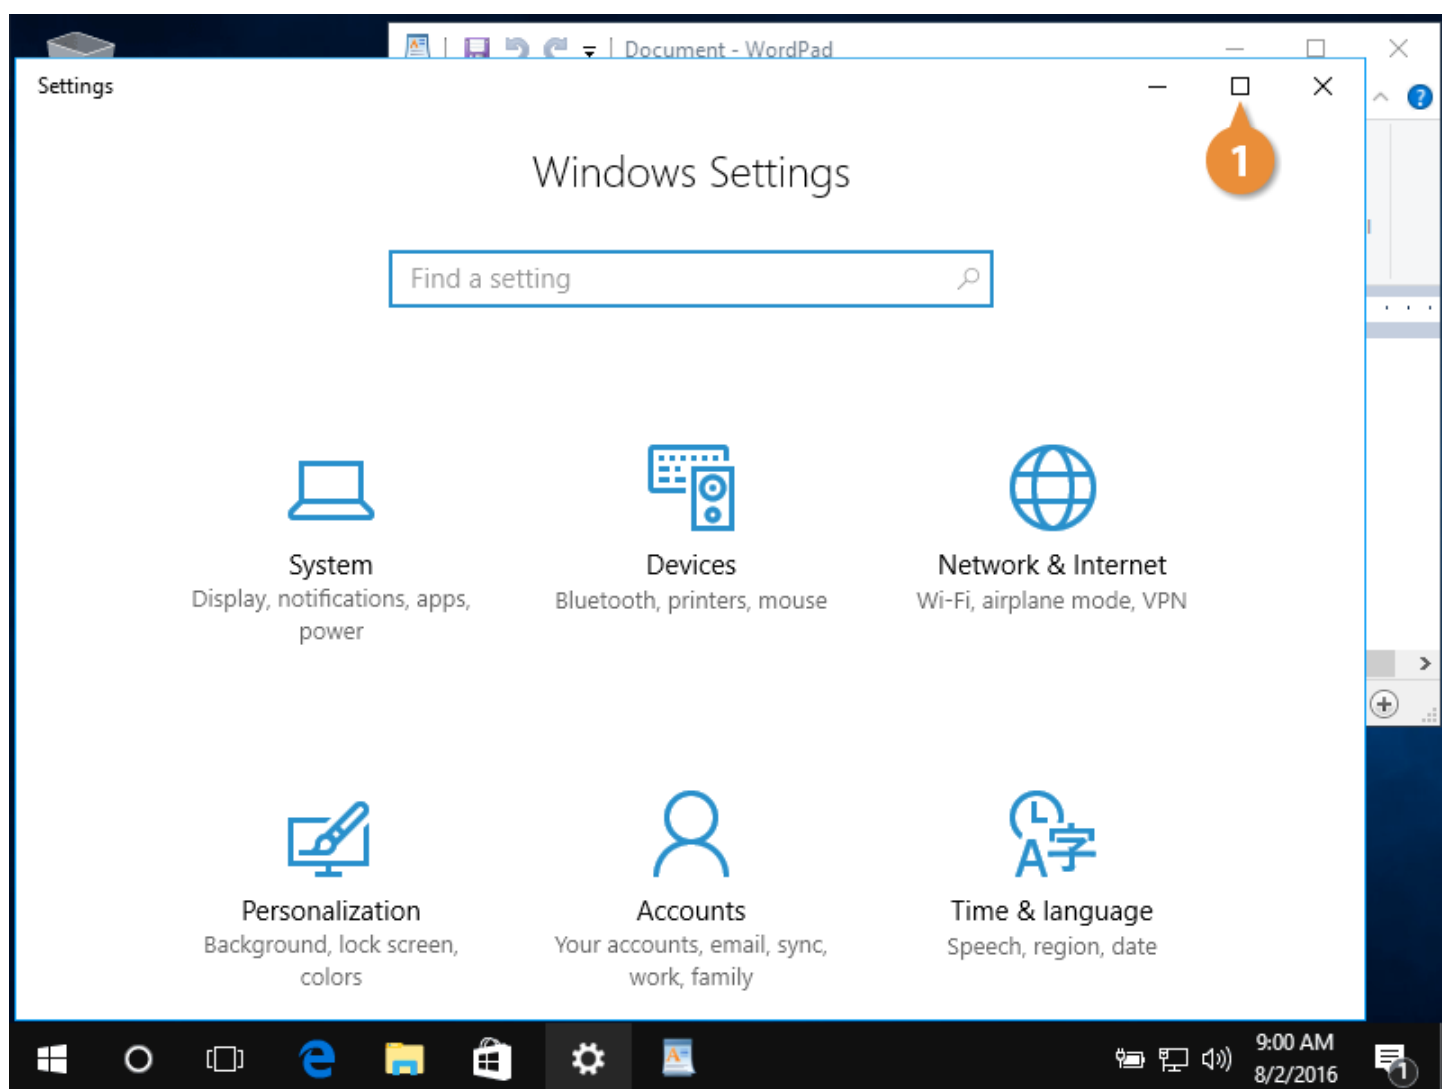 Document - WordPad
Settings
1
Windows Settings
Find a setting
System
Display, notifications, apps,
power
Devices
Bluetooth, printers, mouse
Network & Internet
Wi-Fi, airplane mode, VPN
Personalization
Background, lock screen,
colors
Accounts
Your accounts, email, sync,
work, family
Time & language
Speech, region, date
9:00 AM
8/2/2016
1